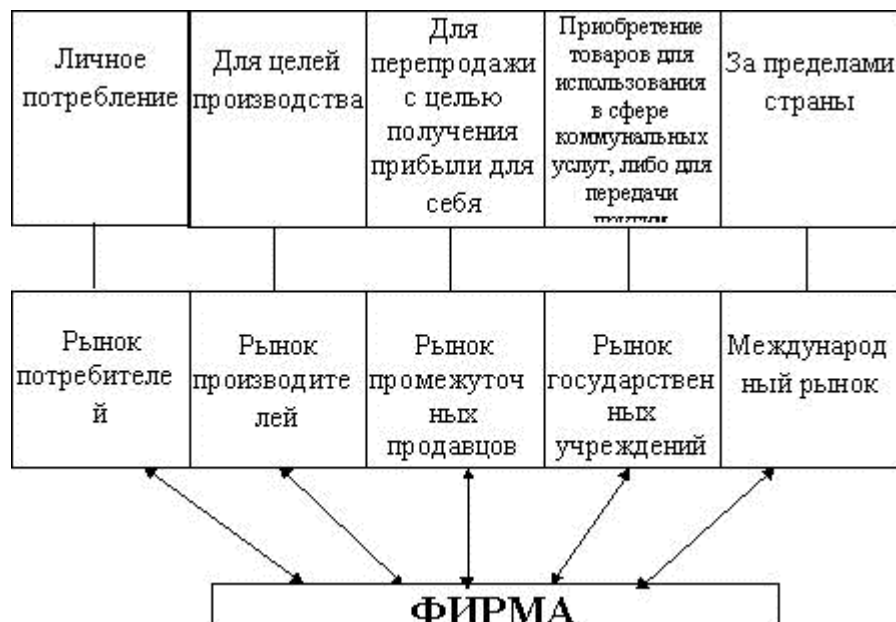 Личное
потребление
Для целей
производства
Для
перепродажи
с целью
получения
прибыли для
себя
Приобретение
товаров для
использования
в сфере
коммунальных
услуг, либо для
передачи
За пределами
страны
Рынок
потребителе
й
Рынок
производите
лей
Рынок
промежуточ
ных
продавцов
Рынок
государствен
ных
учреждений
Международ
ный рынок
ФИРМА